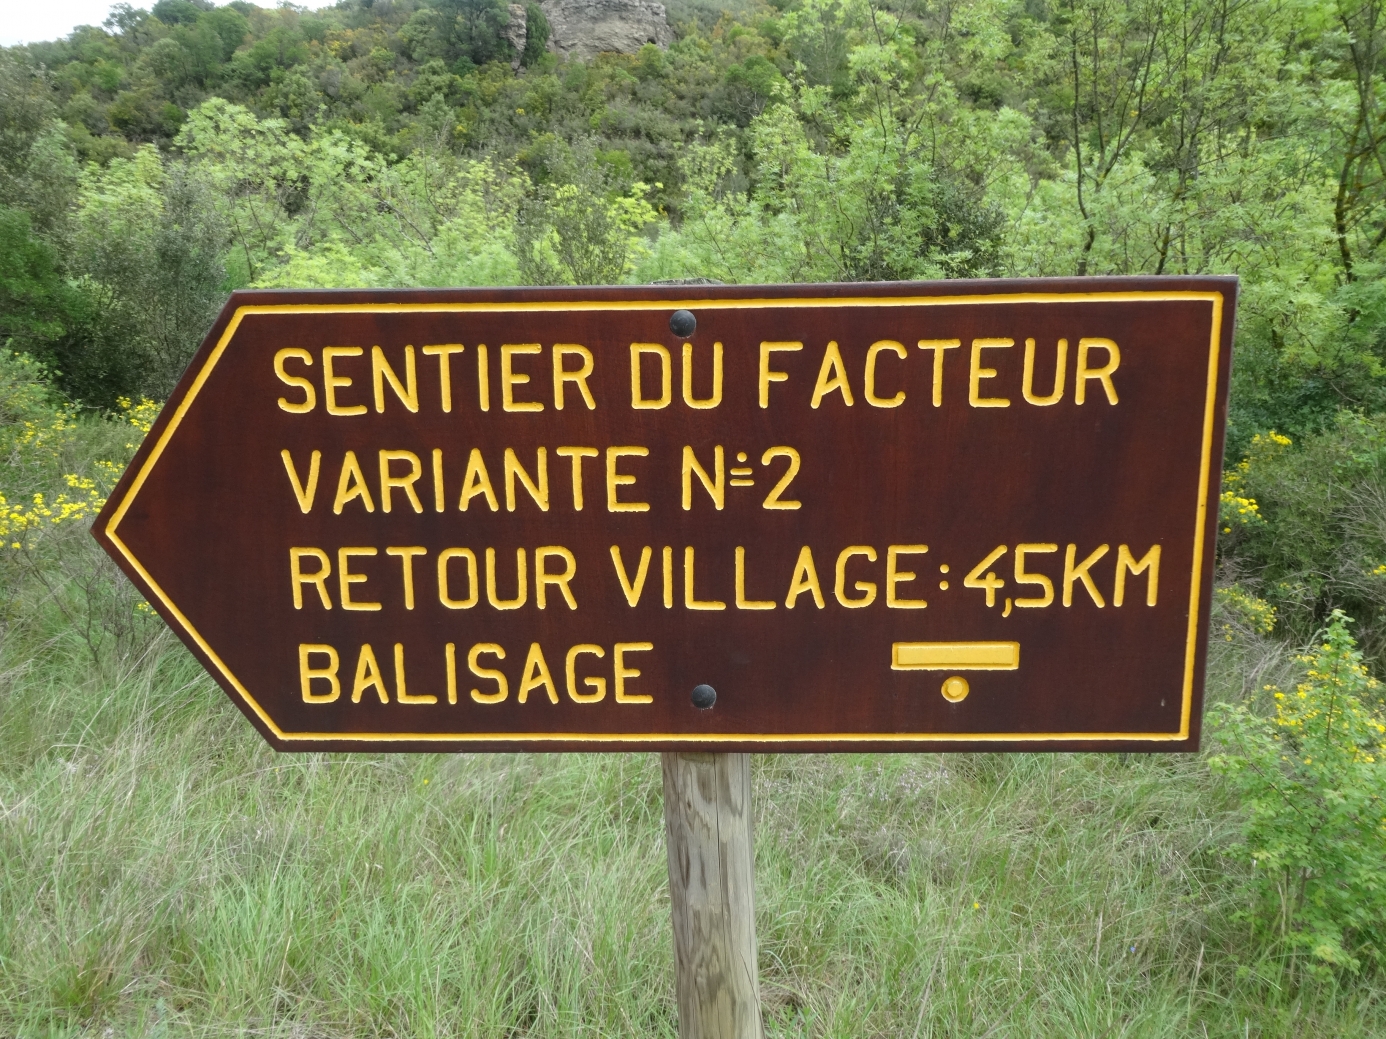 SENTIER DU FACTEUR
VARIANTE N°2
RETOUR VILLAGE: 4,5KM
BALISAGE